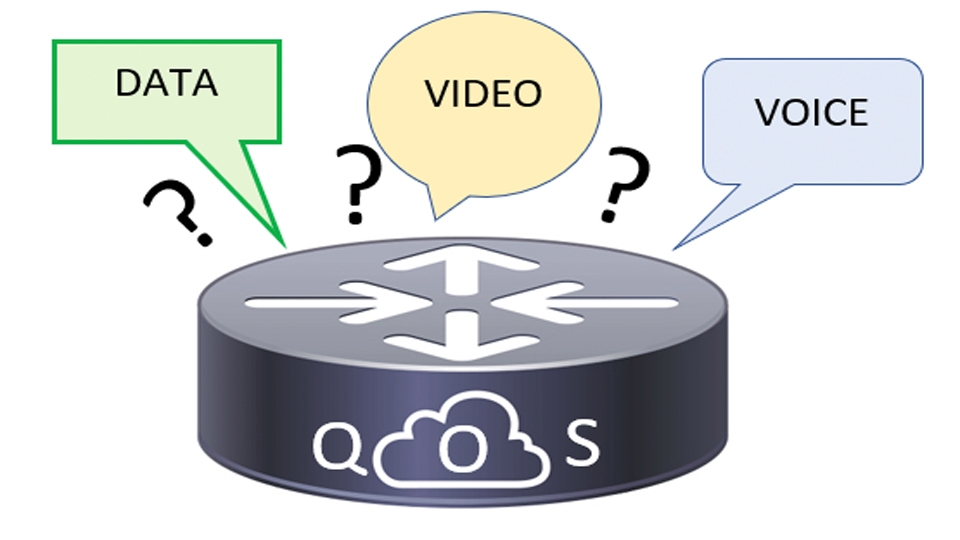 DATA
VIDEO
VOICE
? ? ?
Q O S